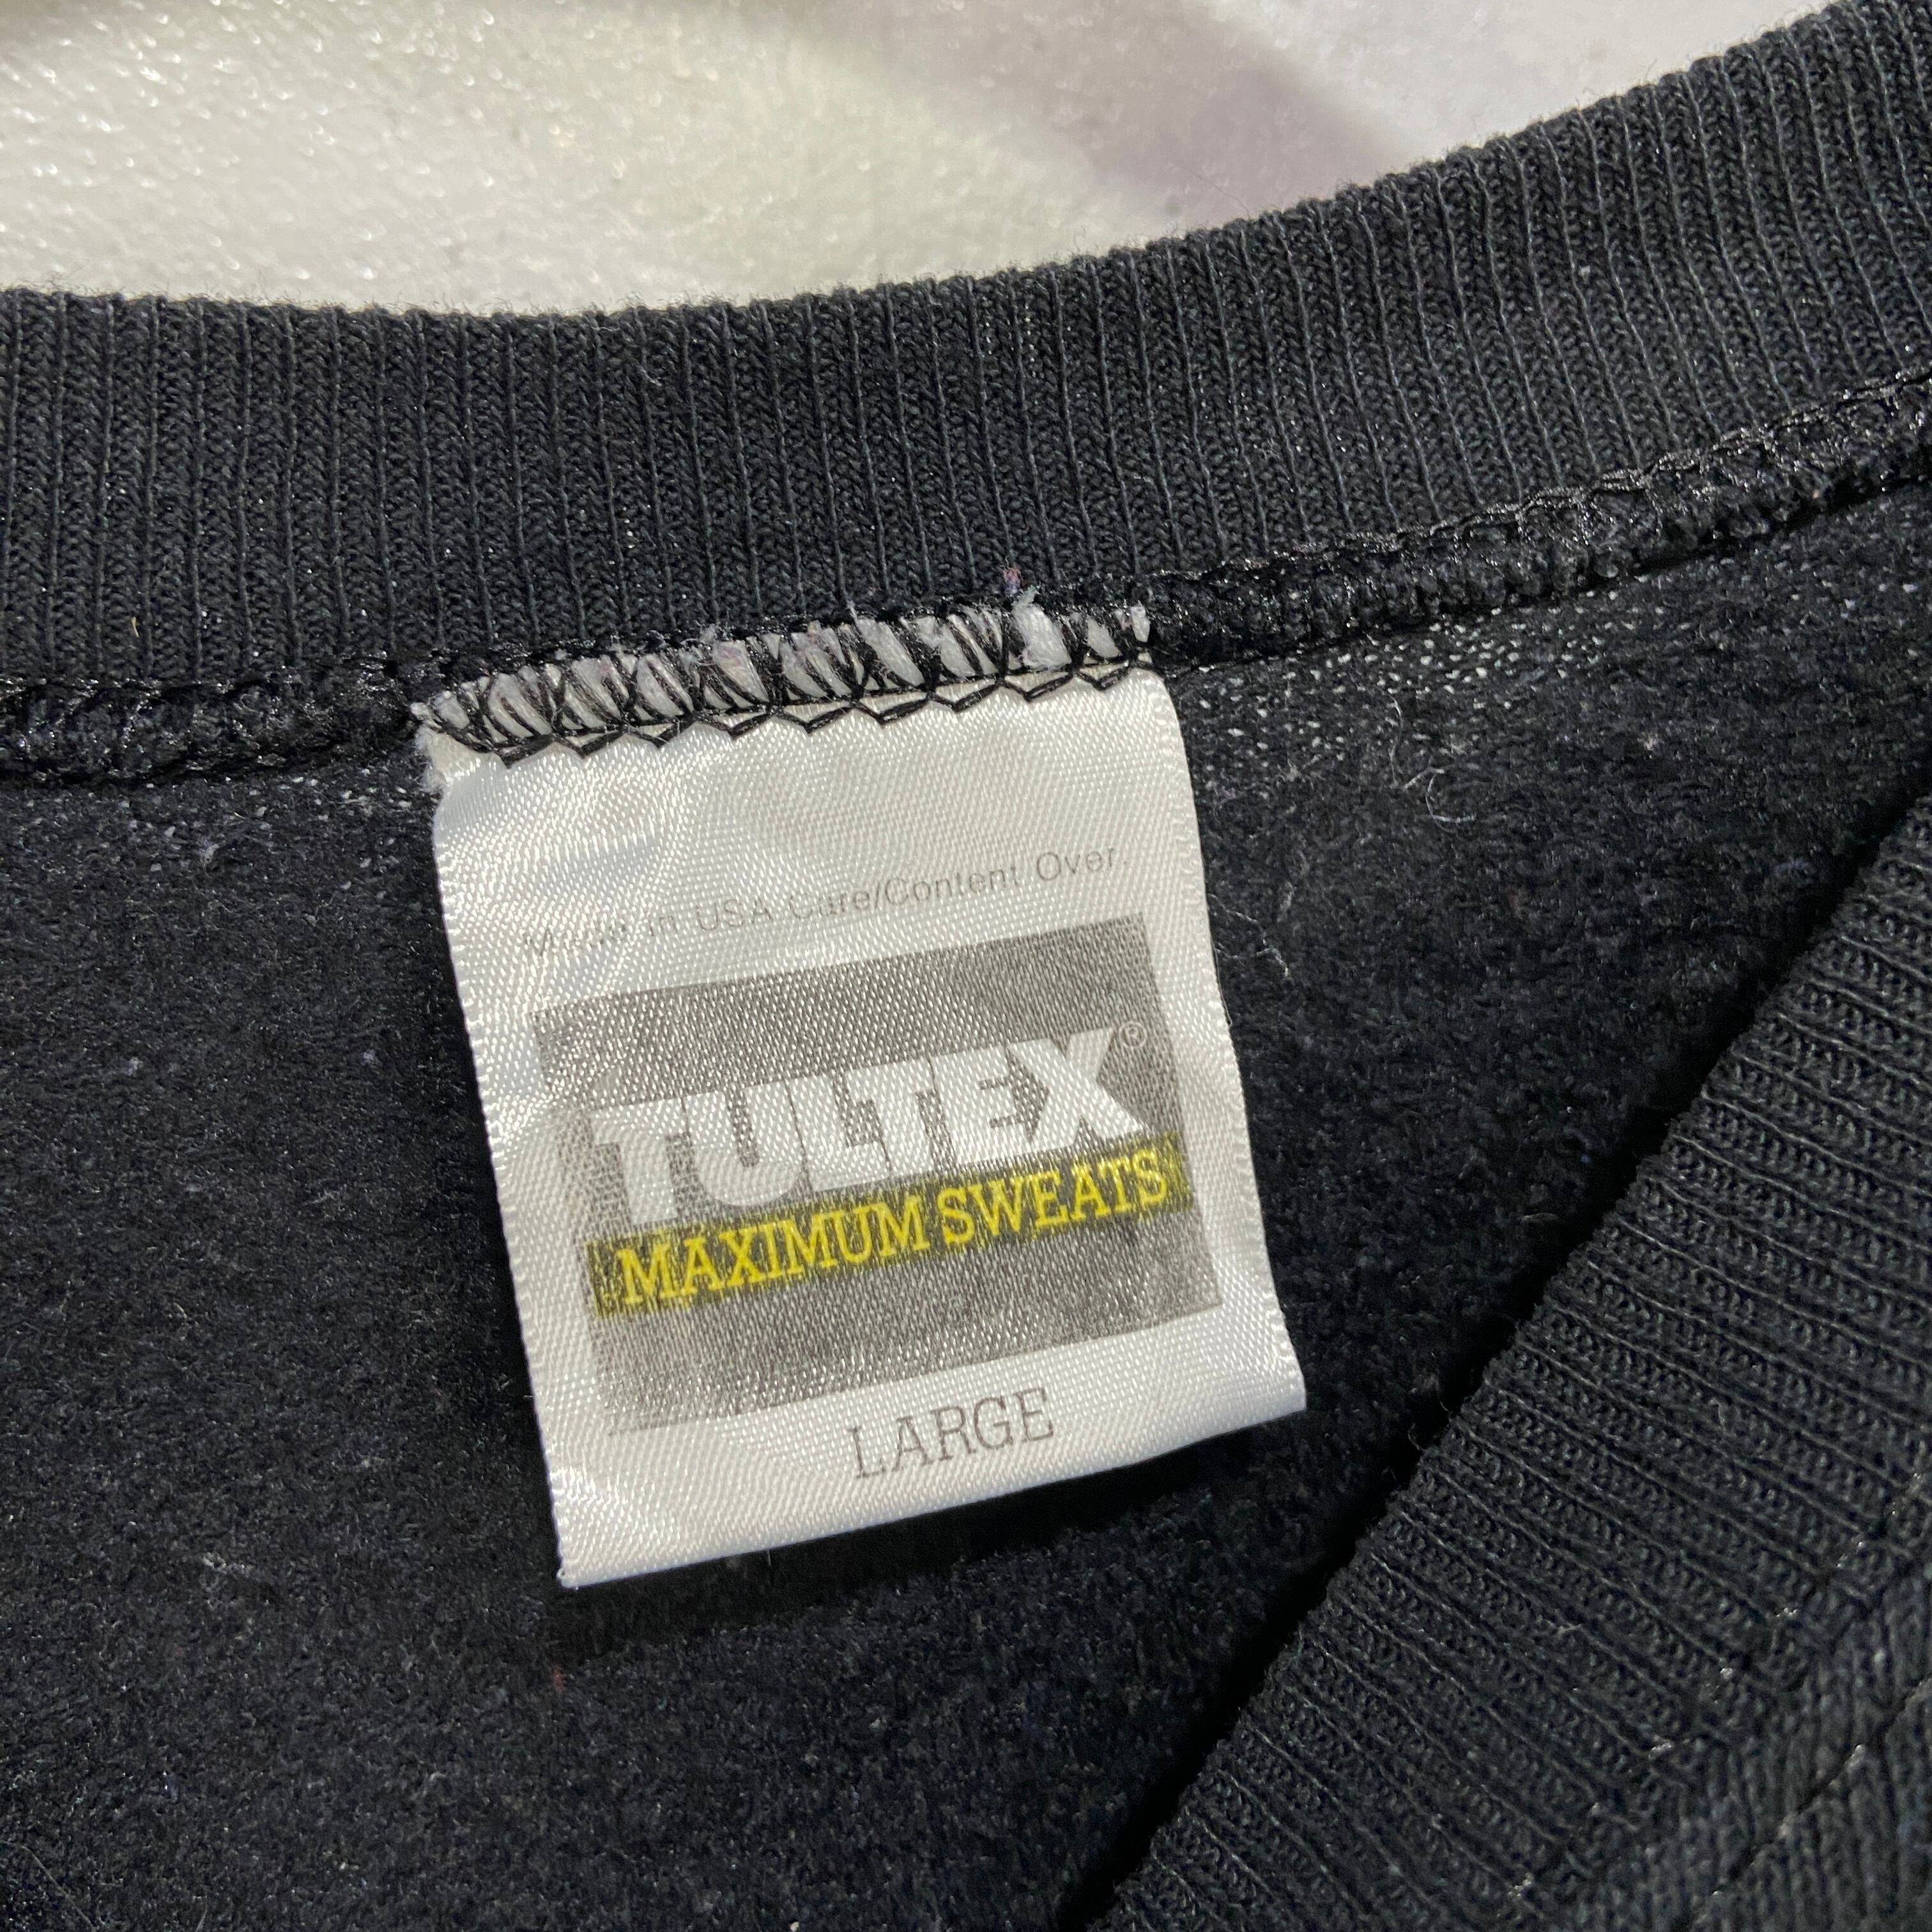 Made in USA Care/Content Over.
TULTEX®
MAXIMUM SWEATS
LARGE